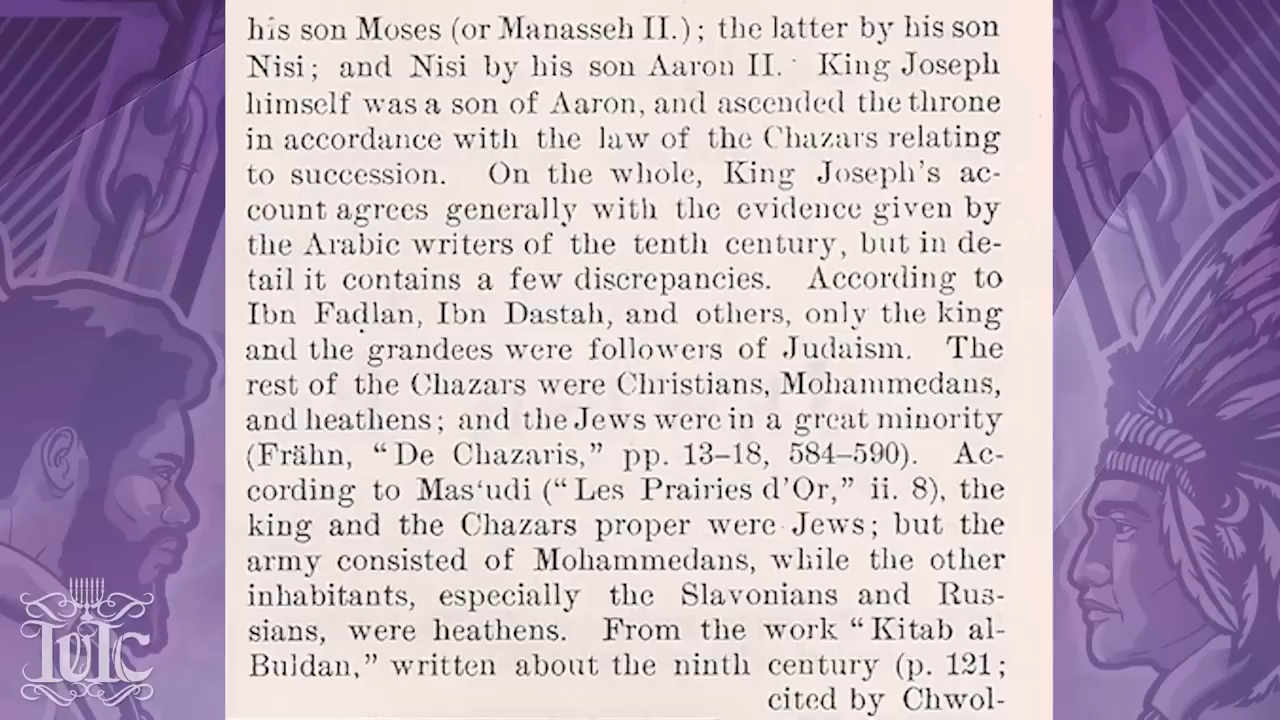 his son Moses (or Manasseh II.); the latter by his son
Nisi; and Nisi by his son Aaron II. King Joseph
himself was a son of Aaron, and ascended the throne
in accordance with the law of the Chazars relating
to succession. On the whole, King Joseph's ac-
count agrees generally with the evidence given by
the Arabic writers of the tenth century, but in de-
tail it contains a few discrepancies. According to
Ibn Faḍlan, Ibn Dastah, and others, only the king
and the grandees were followers of Judaism. The
rest of the Chazars were Christians, Mohammedans,
and heathens; and the Jews were in a great minority
(Frähn, "De Chazaris," pp. 13–18, 584–590). Ac-
cording to Mas‘udi ("Les Prairies d'Or," ii. 8), the
king and the Chazars proper were Jews; but the
army consisted of Mohammedans, while the other
inhabitants, especially the Slavonians and Rus-
sians, were heathens. From the work "Kitab al-
Buldan," written about the ninth century (p. 121;
cited by Chwol-
IUIC